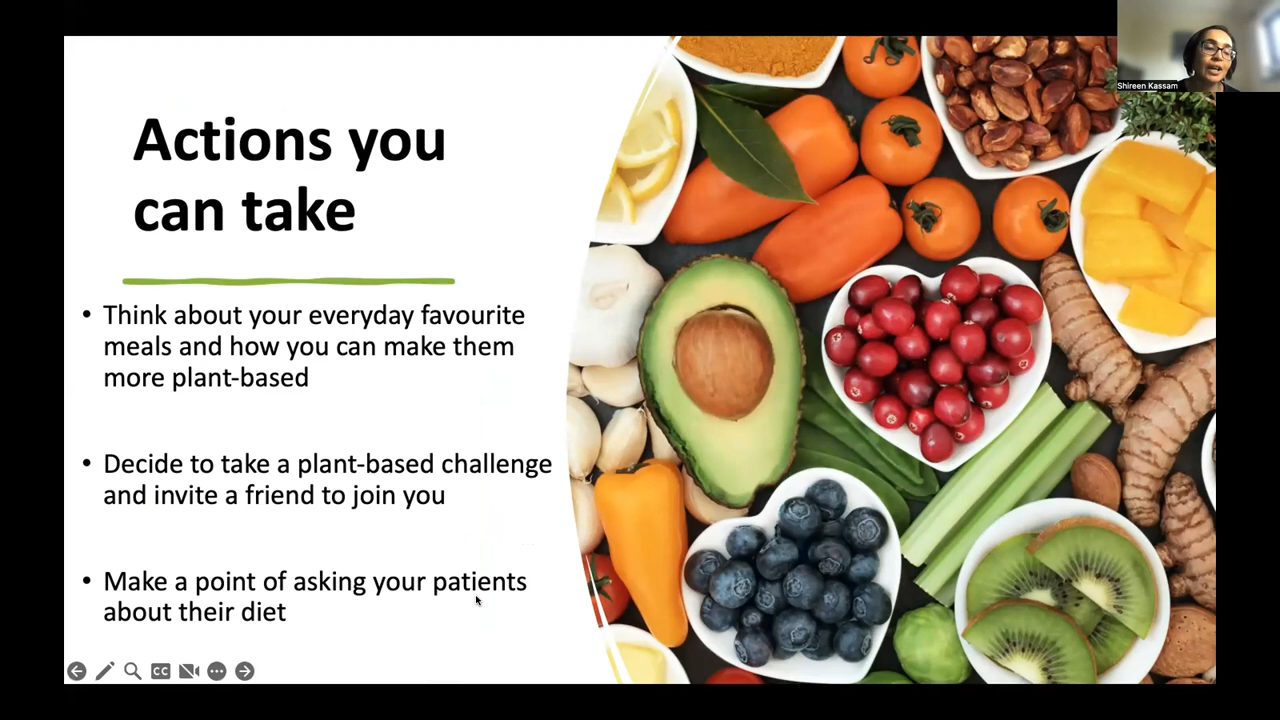 Shireen Kassam
Actions you
can take
• Think about your everyday favourite
meals and how you can make them
more plant-based
• Decide to take a plant-based challenge
and invite a friend to join you
• Make a point of asking your patients
about their diet
CC